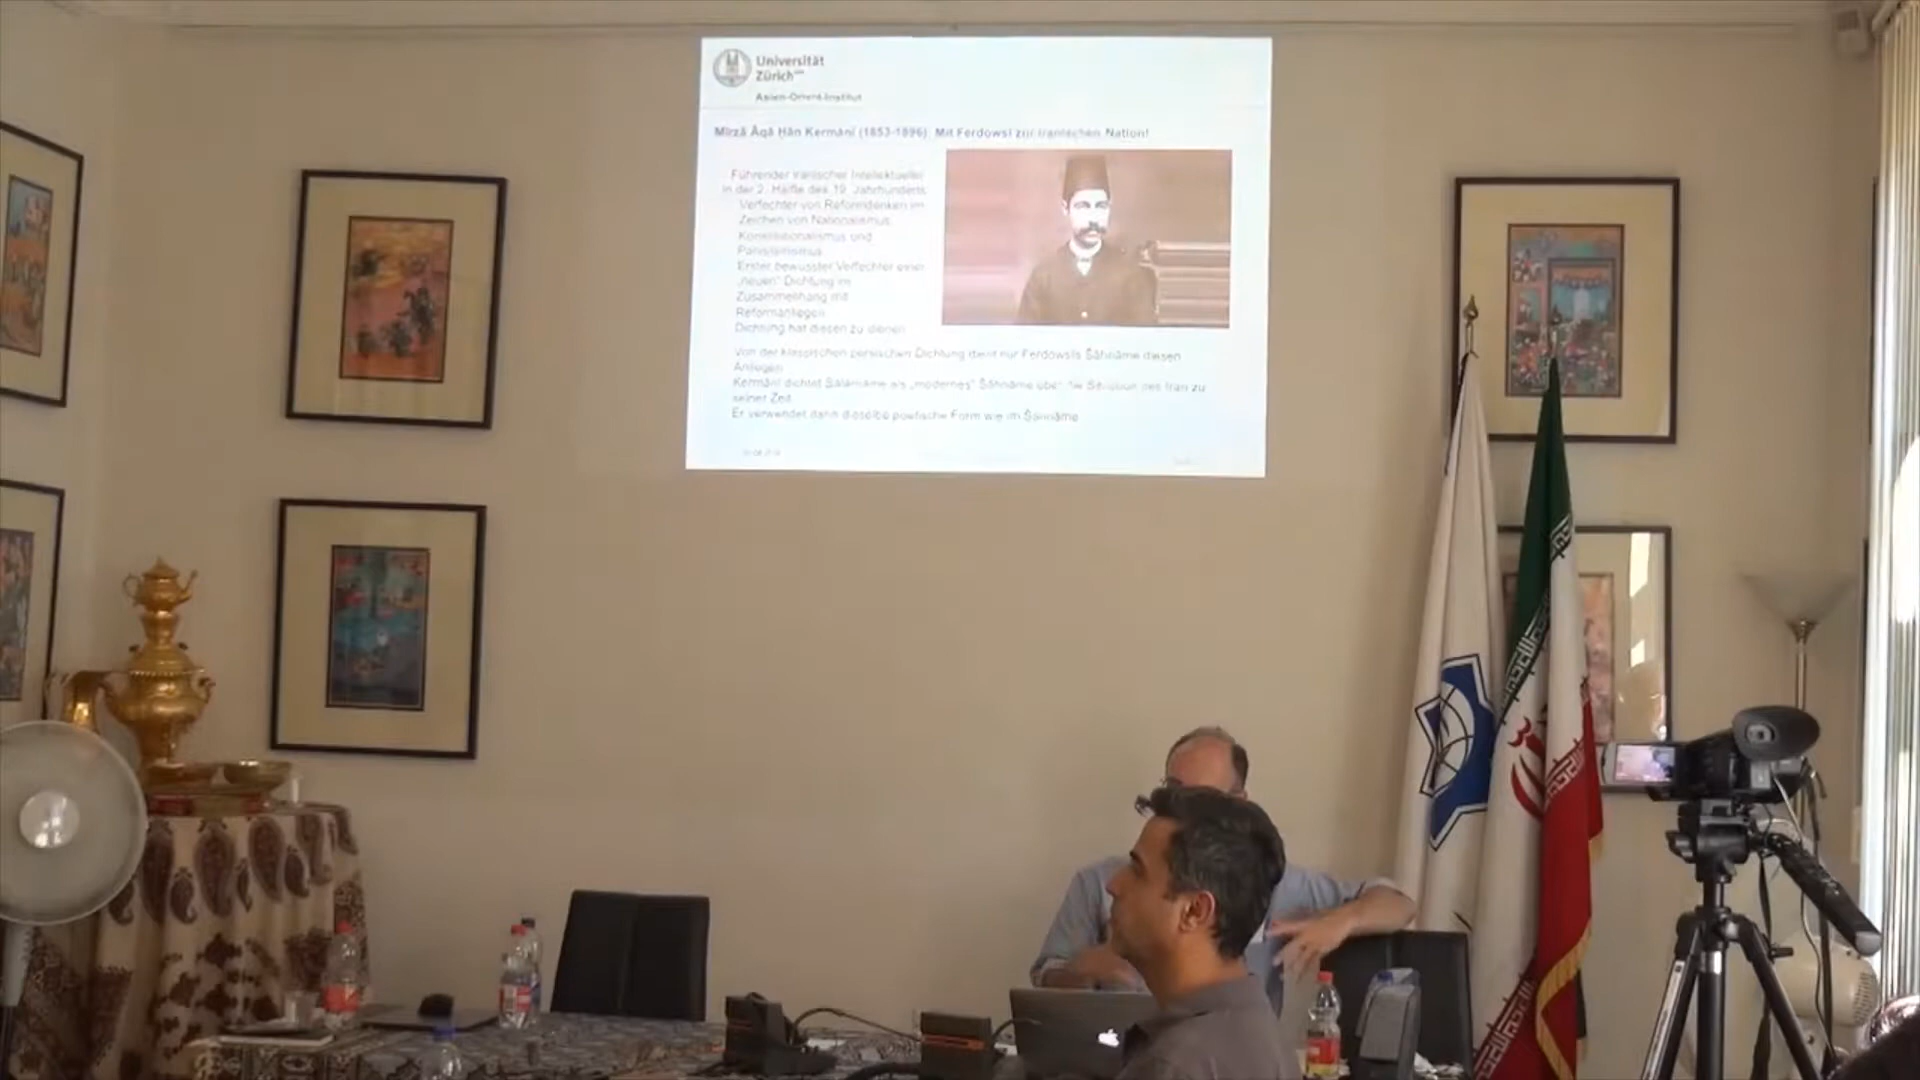 Universität
Zürich
Asien-Orient-Institut
Mīrzā Āqā Ḫān Kermānī (1853-1896): Mit Ferdowsī zur iranischen Nation!
Führender iranischer Intellektueller
in der 2. Hälfte des 19. Jahrhunderts
Verfechter von Reformdenken im
Zeichen von Nationalismus,
Konstitutionalismus und
Panislamismus
Erster bewusster Verfechter einer
„neuen“ Dichtung im
Zusammenhang mit
Reformanliegen
Dichtung hat diesen zu dienen
Von der klassischen persischen Dichtung dient nur Ferdowsīs Šāhnāme diesen
Anliegen
Kermānī dichtet Sālārnāme als „modernes“ Šāhnāme über die Situation des Iran zu
seiner Zeit
Er verwendet dann dieselbe poetische Form wie im Šāhnāme